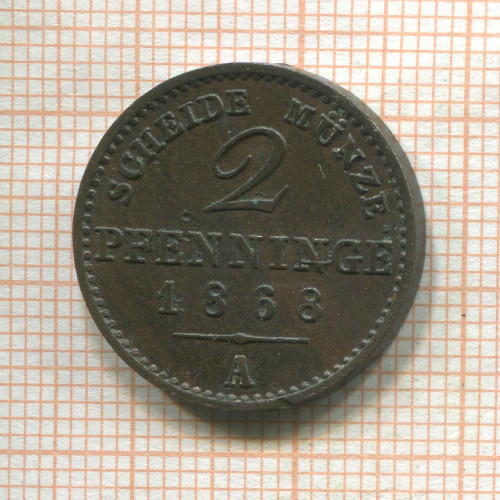 SCHEIDE MÜNZE
2
PFENNINGE
1868
A